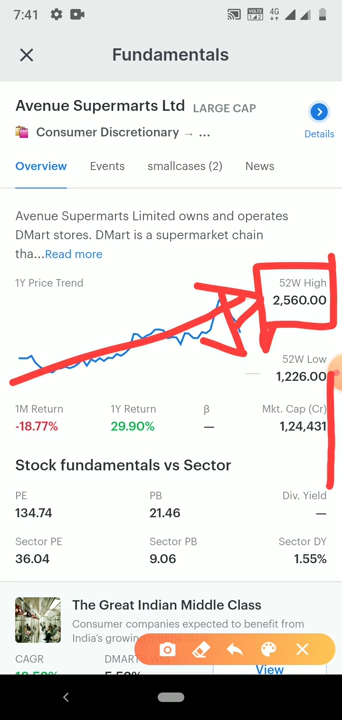 7:41
4G
Fundamentals
Avenue Supermarts Ltd LARGE CAP
Consumer Discretionary → ...
Details
Overview Events smallcases (2) News
Avenue Supermarts Limited owns and operates
DMart stores. DMart is a supermarket chain
tha...Read more
1Y Price Trend
52W High
2,560.00
52W Low
1,226.00
1M Return 1Y Return β Mkt. Cap (Cr)
-18.77% 29.90% — 1,24,431
Stock fundamentals vs Sector
PE PB Div. Yield
134.74 21.46 —
Sector PE Sector PB Sector DY
36.04 9.06 1.55%
The Great Indian Middle Class
Consumer companies expected to benefit from
India's growing
CAGR DMART
View